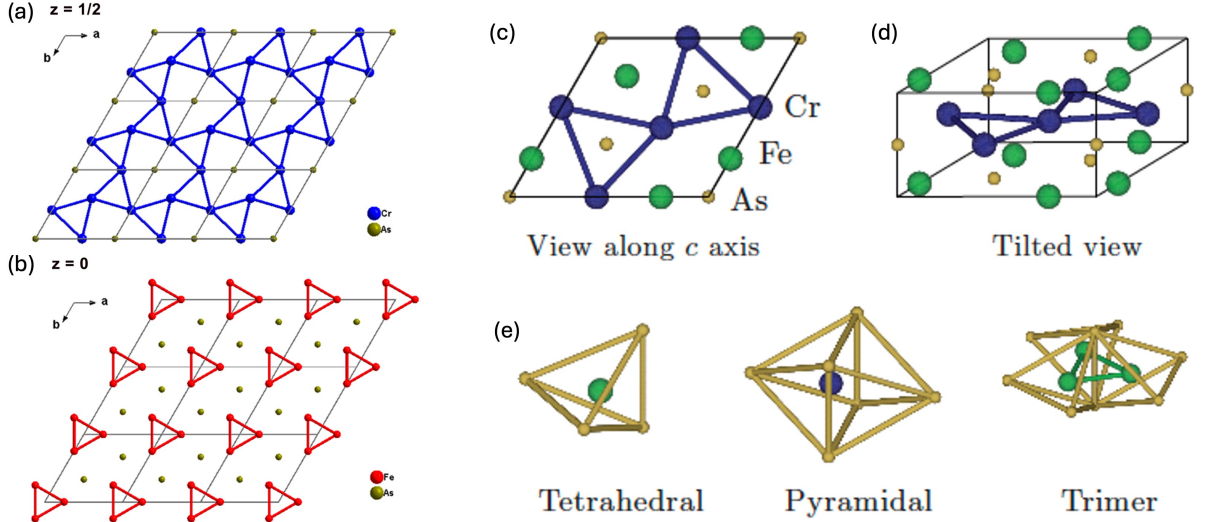 (a)
z = 1/2
a
b
Cr
As
(b)
z = 0
a
b
Fe
As
(c)
Cr
Fe
As
View along c axis
(d)
Tilted view
(e)
Tetrahedral
Pyramidal
Trimer